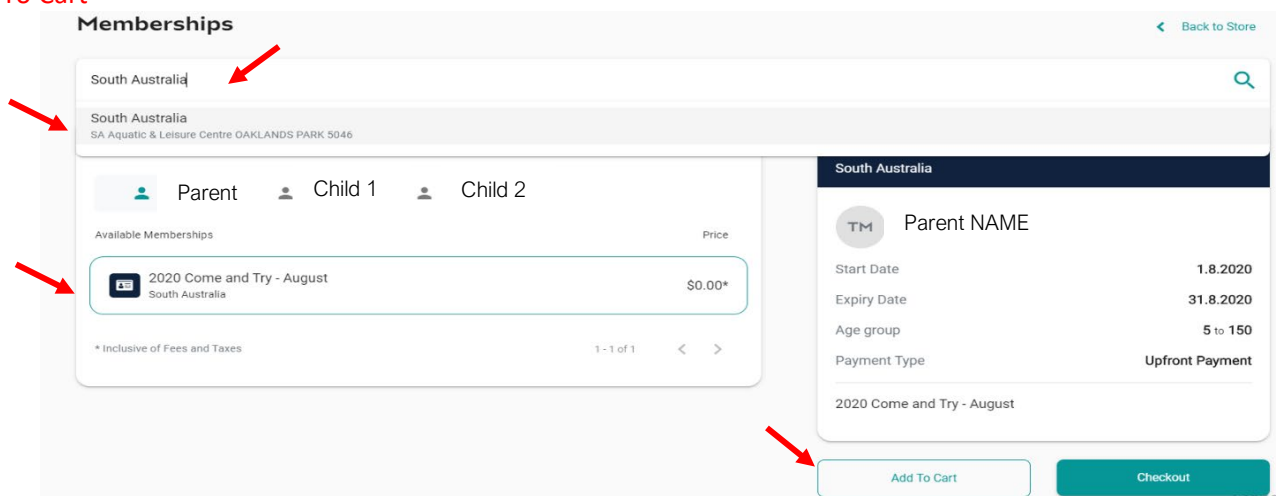 To Cart
Memberships
Back to Store
South Australia
South Australia
SA Aquatic & Leisure Centre OAKLANDS PARK 5046
Parent Child 1 Child 2
Available Memberships Price
2020 Come and Try - August
South Australia
$0.00*
* Inclusive of Fees and Taxes 1 - 1 of 1
South Australia
TM Parent NAME
Start Date 1.8.2020
Expiry Date 31.8.2020
Age group 5 to 150
Payment Type Upfront Payment
2020 Come and Try - August
Add To Cart Checkout